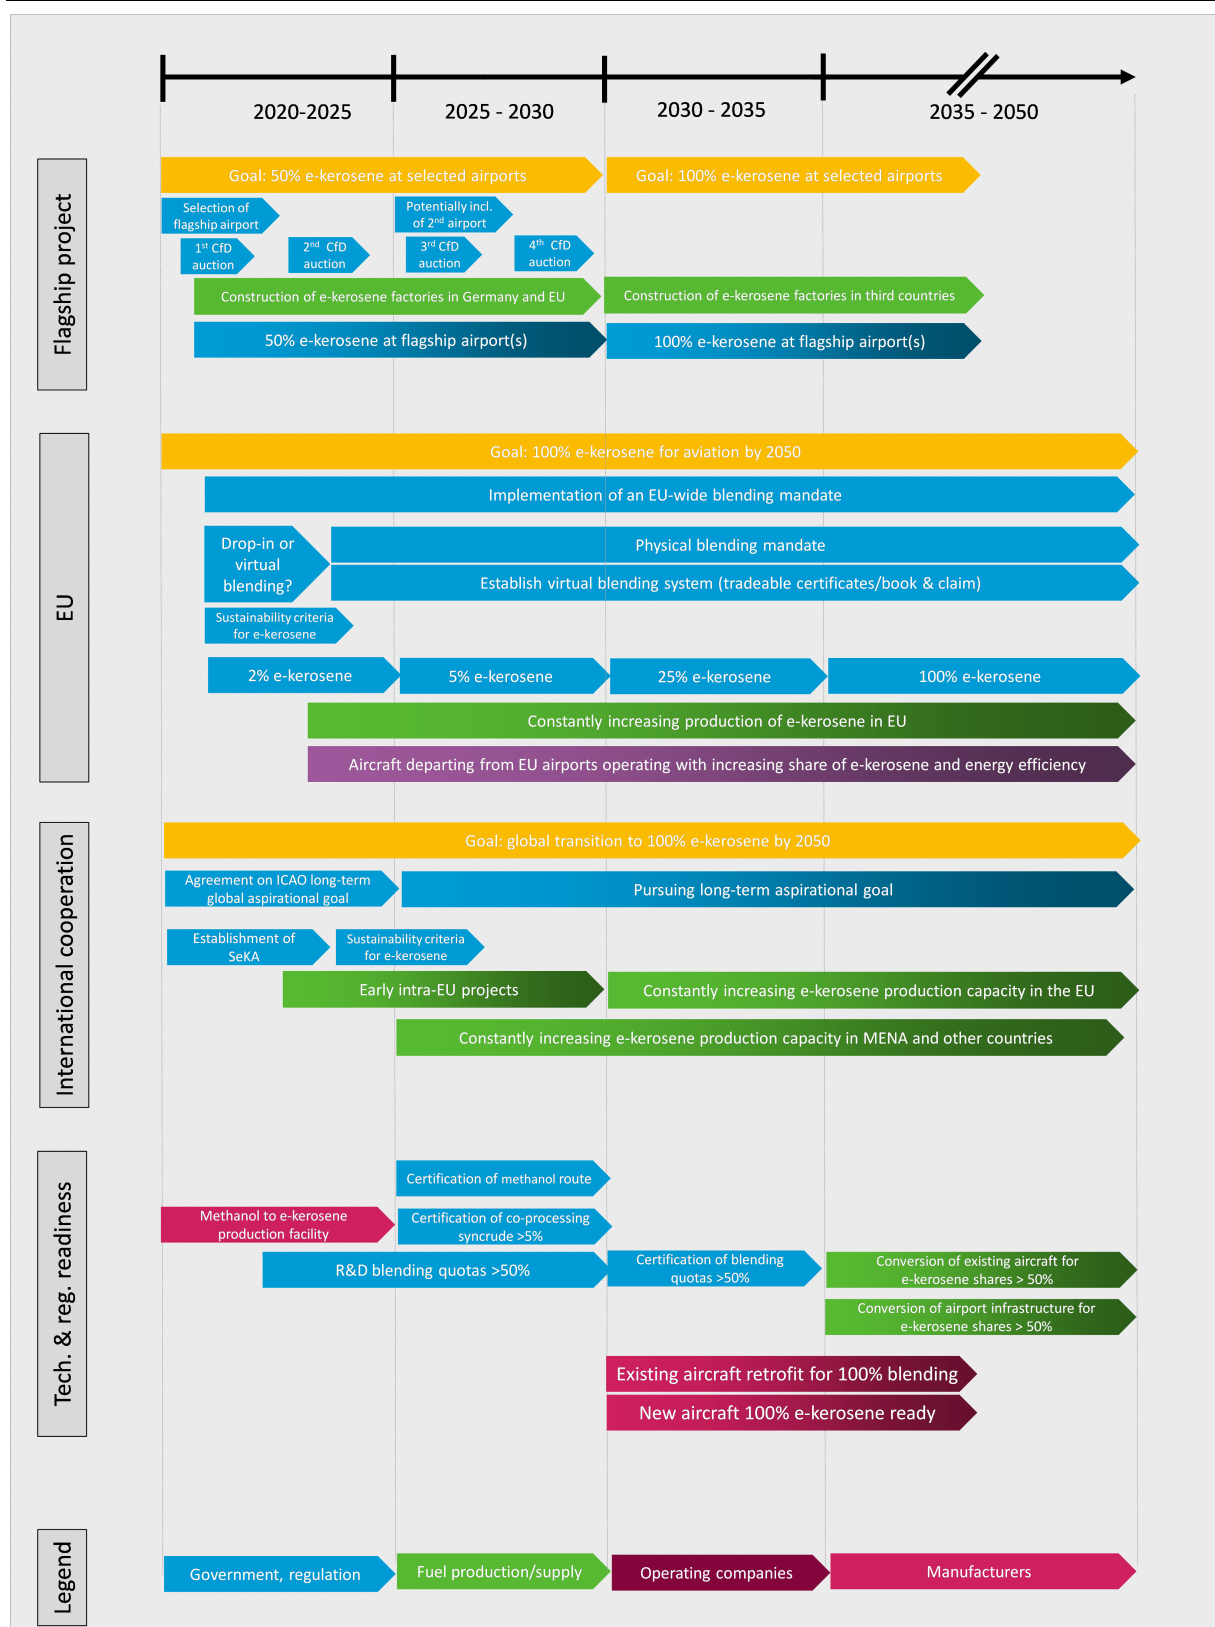 2020-2025
2025 - 2030
2030 - 2035
2035 - 2050
Flagship project
Goal: 50% e-kerosene at selected airports
Goal: 100% e-kerosene at selected airports
Selection of
flagship airport
Potentially incl.
of 2nd airport
1st CfD
auction
2nd CfD
auction
3rd CfD
auction
4th CfD
auction
Construction of e-kerosene factories in Germany and EU
Construction of e-kerosene factories in third countries
50% e-kerosene at flagship airport(s)
100% e-kerosene at flagship airport(s)
EU
Goal: 100% e-kerosene for aviation by 2050
Implementation of an EU-wide blending mandate
Drop-in or
virtual
blending?
Physical blending mandate
Establish virtual blending system (tradeable certificates/book & claim)
Sustainability criteria
for e-kerosene
2% e-kerosene
5% e-kerosene
25% e-kerosene
100% e-kerosene
Constantly increasing production of e-kerosene in EU
Aircraft departing from EU airports operating with increasing share of e-kerosene and energy efficiency
International cooperation
Goal: global transition to 100% e-kerosene by 2050
Agreement on ICAO long-term
global aspirational goal
Pursuing long-term aspirational goal
Establishment of
SeKA
Sustainability criteria
for e-kerosene
Early intra-EU projects
Constantly increasing e-kerosene production capacity in the EU
Constantly increasing e-kerosene production capacity in MENA and other countries
Tech. & reg. readiness
Certification of methanol route
Methanol to e-kerosene
production facility
Certification of co-processing
syncrude >5%
R&D blending quotas >50%
Certification of blending
quotas >50%
Conversion of existing aircraft for
e-kerosene shares > 50%
Conversion of airport infrastructure for
e-kerosene shares > 50%
Existing aircraft retrofit for 100% blending
New aircraft 100% e-kerosene ready
Legend
Government, regulation
Fuel production/supply
Operating companies
Manufacturers